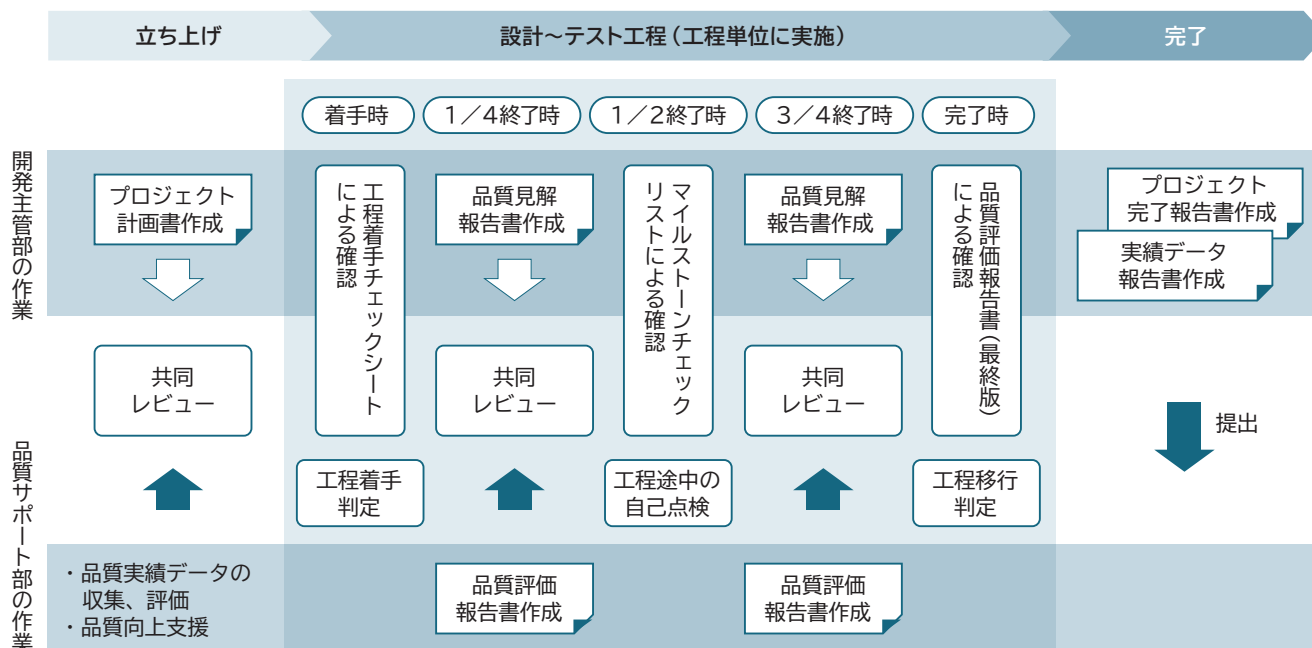 立ち上げ
設計～テスト工程（工程単位に実施）
完了
着手時
1／4終了時
1／2終了時
3／4終了時
完了時
開発主管部の作業
プロジェクト
計画書作成
工程着手チェックシート
による確認
品質見解
報告書作成
マイルストーンチェック
リストによる確認
品質見解
報告書作成
品質評価報告書（最終版）
による確認
プロジェクト
完了報告書作成
実績データ
報告書作成
共同
レビュー
共同
レビュー
共同
レビュー
提出
品質サポート部の作業
工程着手
判定
工程途中の
自己点検
工程移行
判定
・品質実績データの
収集、評価
・品質向上支援
品質評価
報告書作成
品質評価
報告書作成